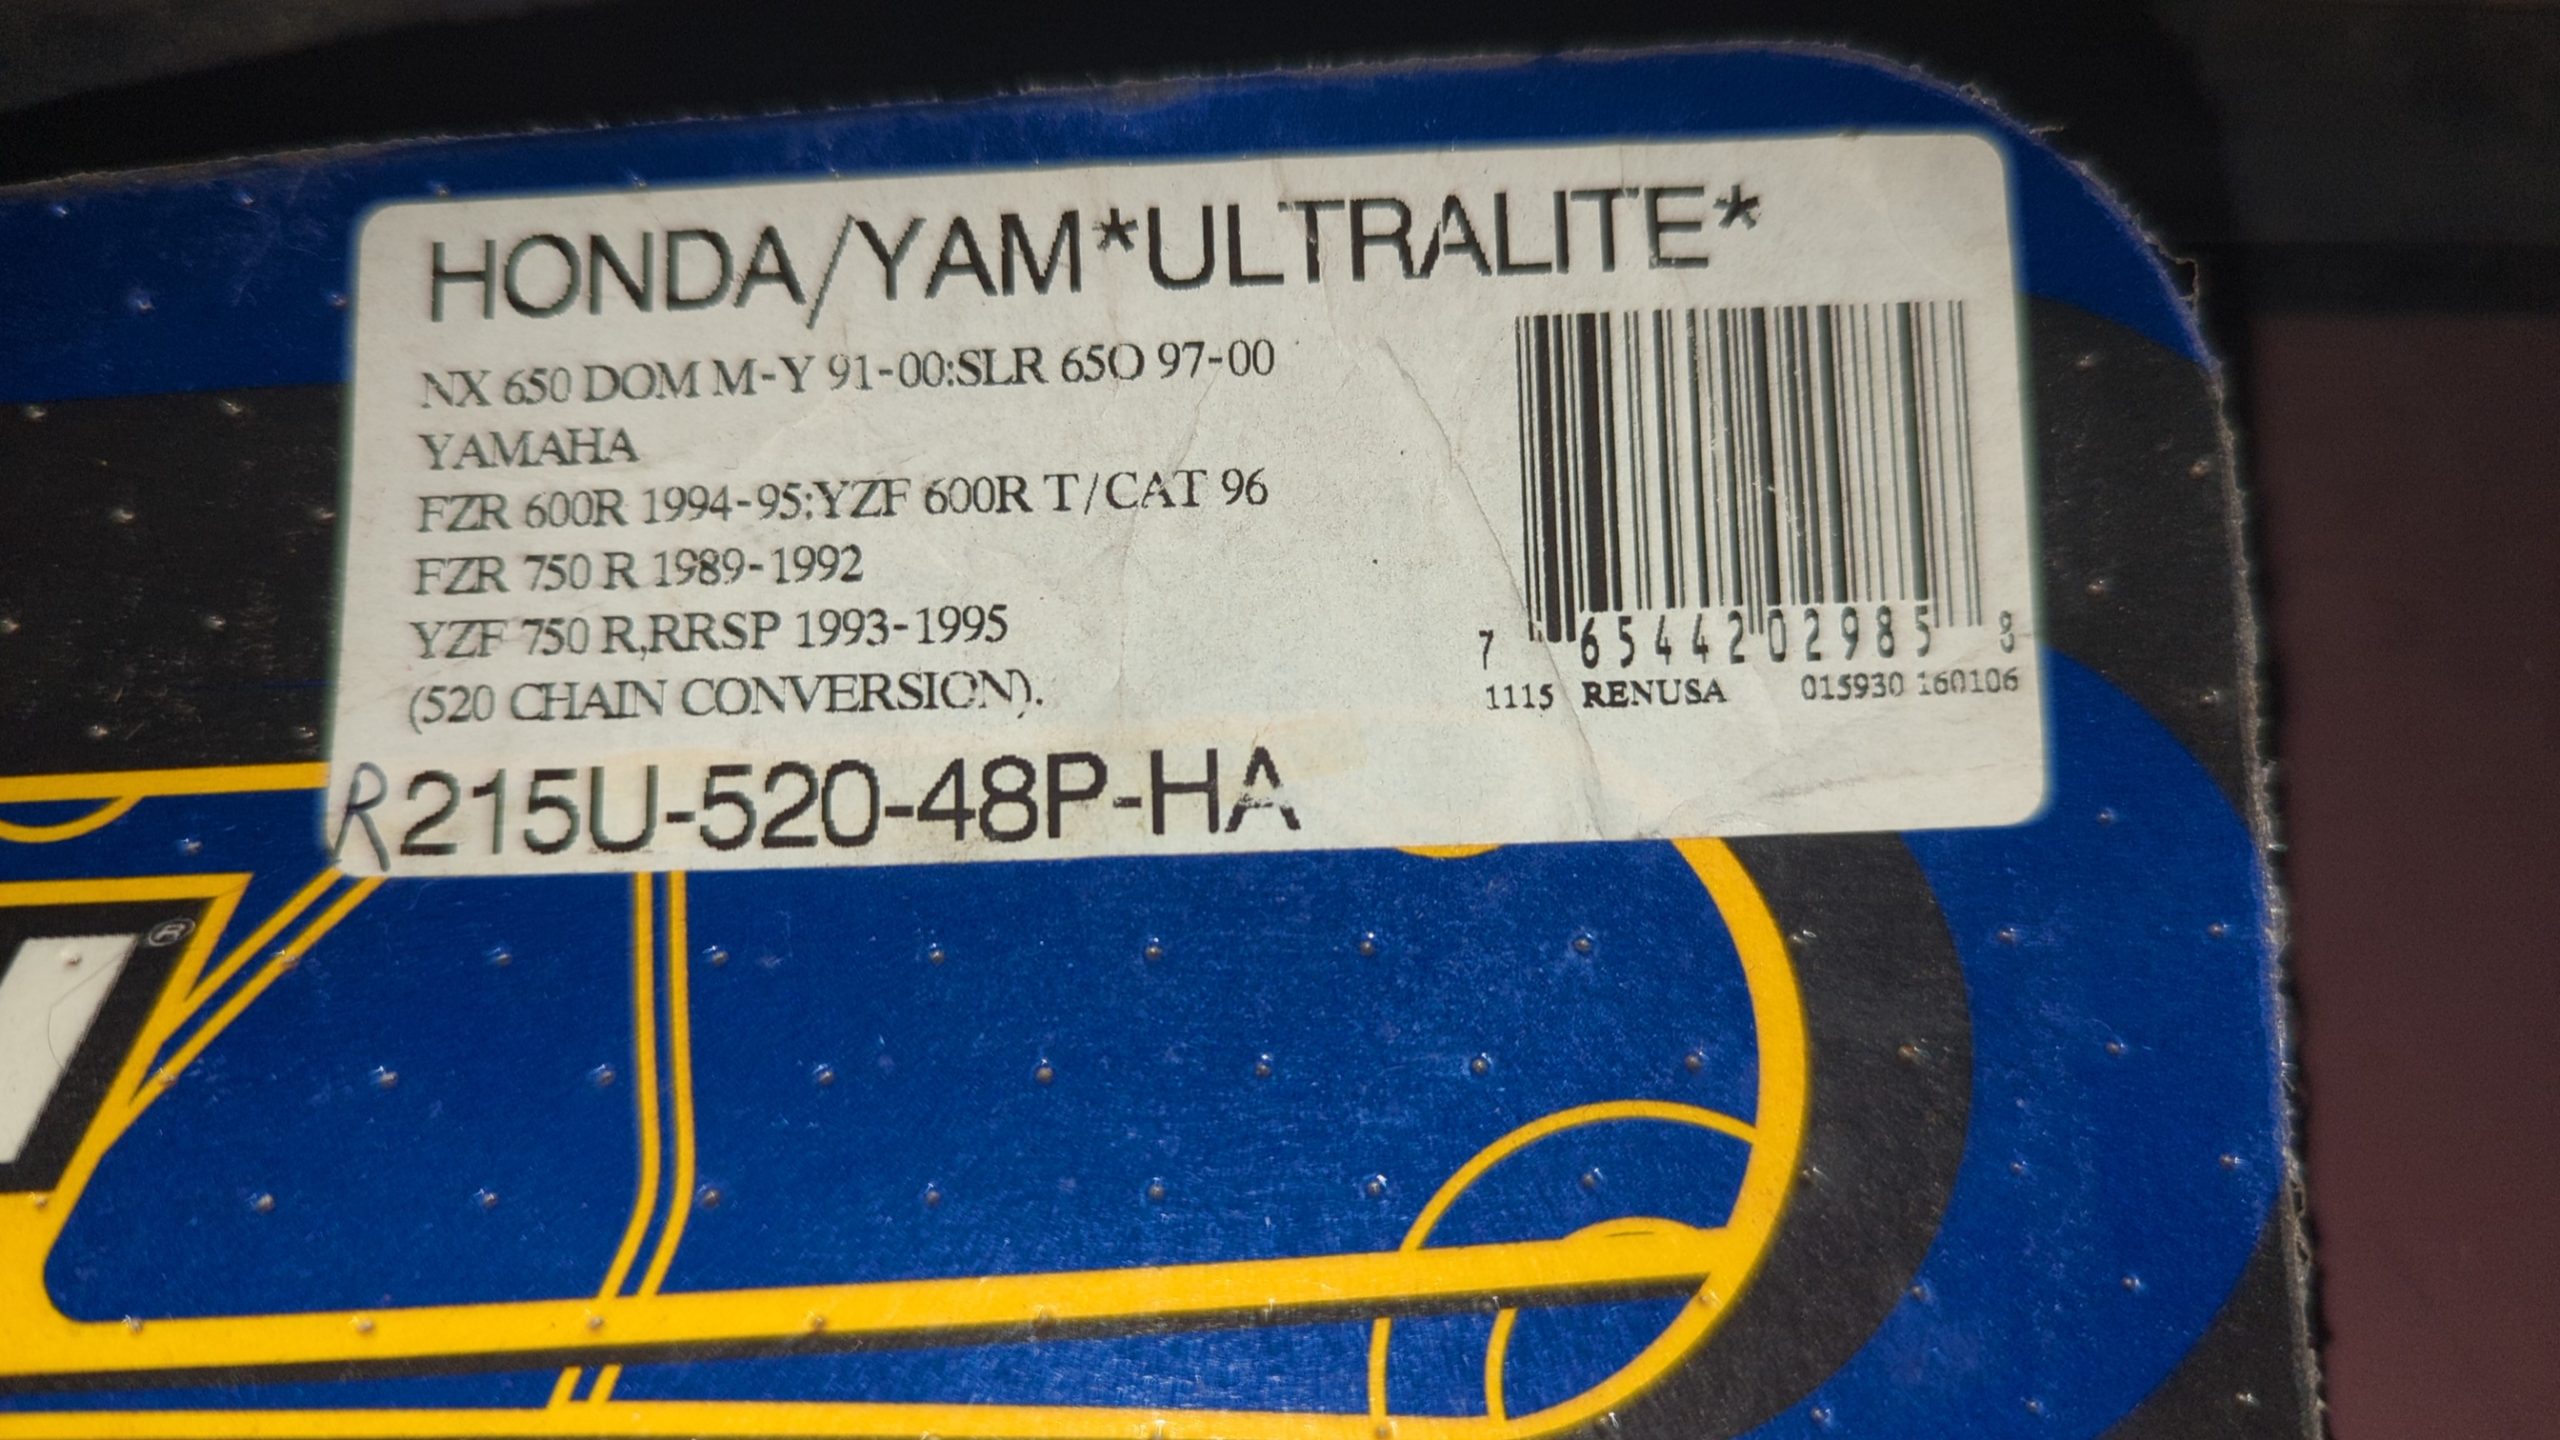 HONDA/YAM*ULTRALITE*
NX 650 DOM M-Y 91-00:SLR 65O 97-00
YAMAHA
FZR 600R 1994-95:YZF 600R T/CAT 96
FZR 750 R 1989-1992
YZF 750 R,RRSP 1993-1995
(520 CHAIN CONVERSION).
7 65442 02985 8
1115 RENUSA 015930 160106
R215U-520-48P-HA
®